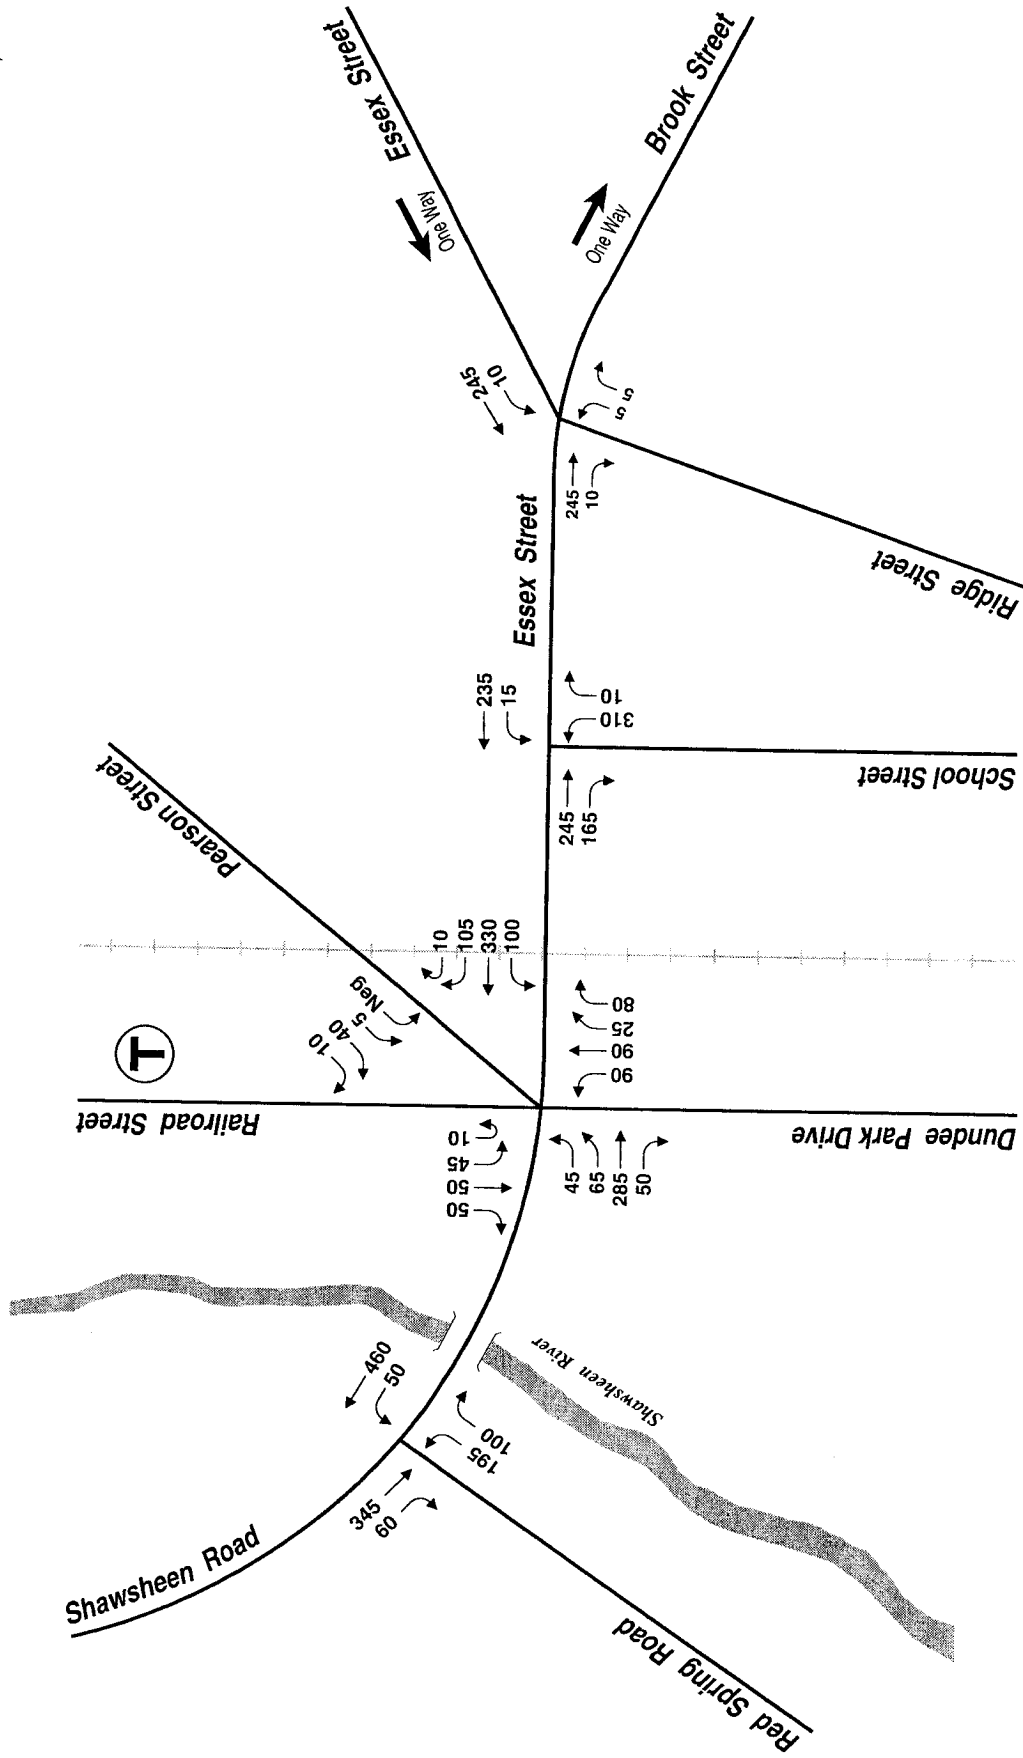 Essex Street
One Way
Brook Street
One Way
245
10
5
5
245
10
Essex Street
Ridge Street
235
15
10
310
School Street
245
165
Pearson Street
10
105
330
100
Neg
5
40
10
T
80
25
90
90
Railroad Street
Dundee Park Drive
10
45
50
50
45
65
285
50
Shawsheen River
460
50
100
195
345
60
Shawsheen Road
Red Spring Road